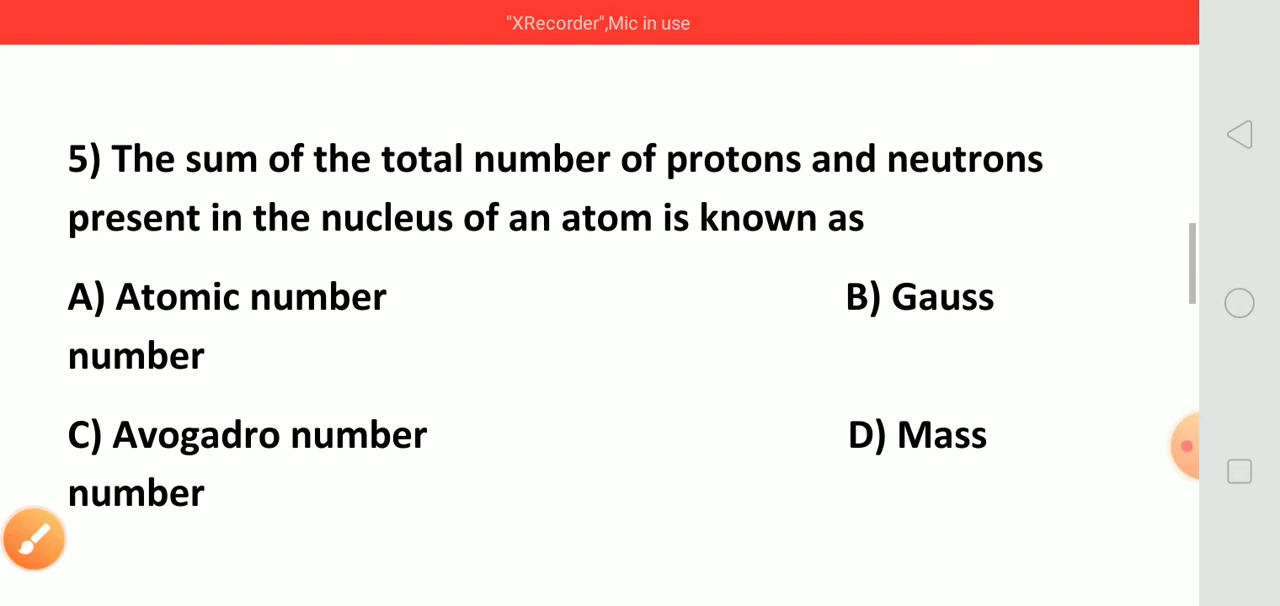 "XRecorder",Mic in use
5) The sum of the total number of protons and neutrons
present in the nucleus of an atom is known as
A) Atomic number B) Gauss
number
C) Avogadro number D) Mass
number